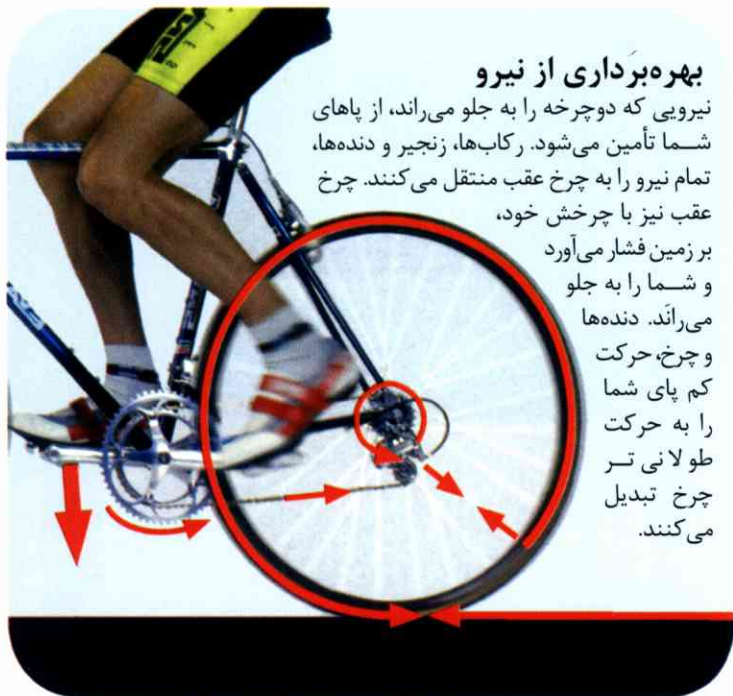 بهره‌برَداری از نیرو
نیرویی که دوچرخه را به جلو می‌راند، از پاهای
شما تأمین می‌شود. رکاب‌ها، زنجیر و دنده‌ها،
تمام نیرو را به چرخ عقب منتقل می‌کنند. چرخ
عقب نیز با چرخش خود،
بر زمین فشار می‌آورد
و شما را به جلو
می‌رانَد. دنده‌ها
و چرخ، حرکت
کم پای شما
را به حرکت
طولانی تر
چرخ تبدیل
می‌کنند.